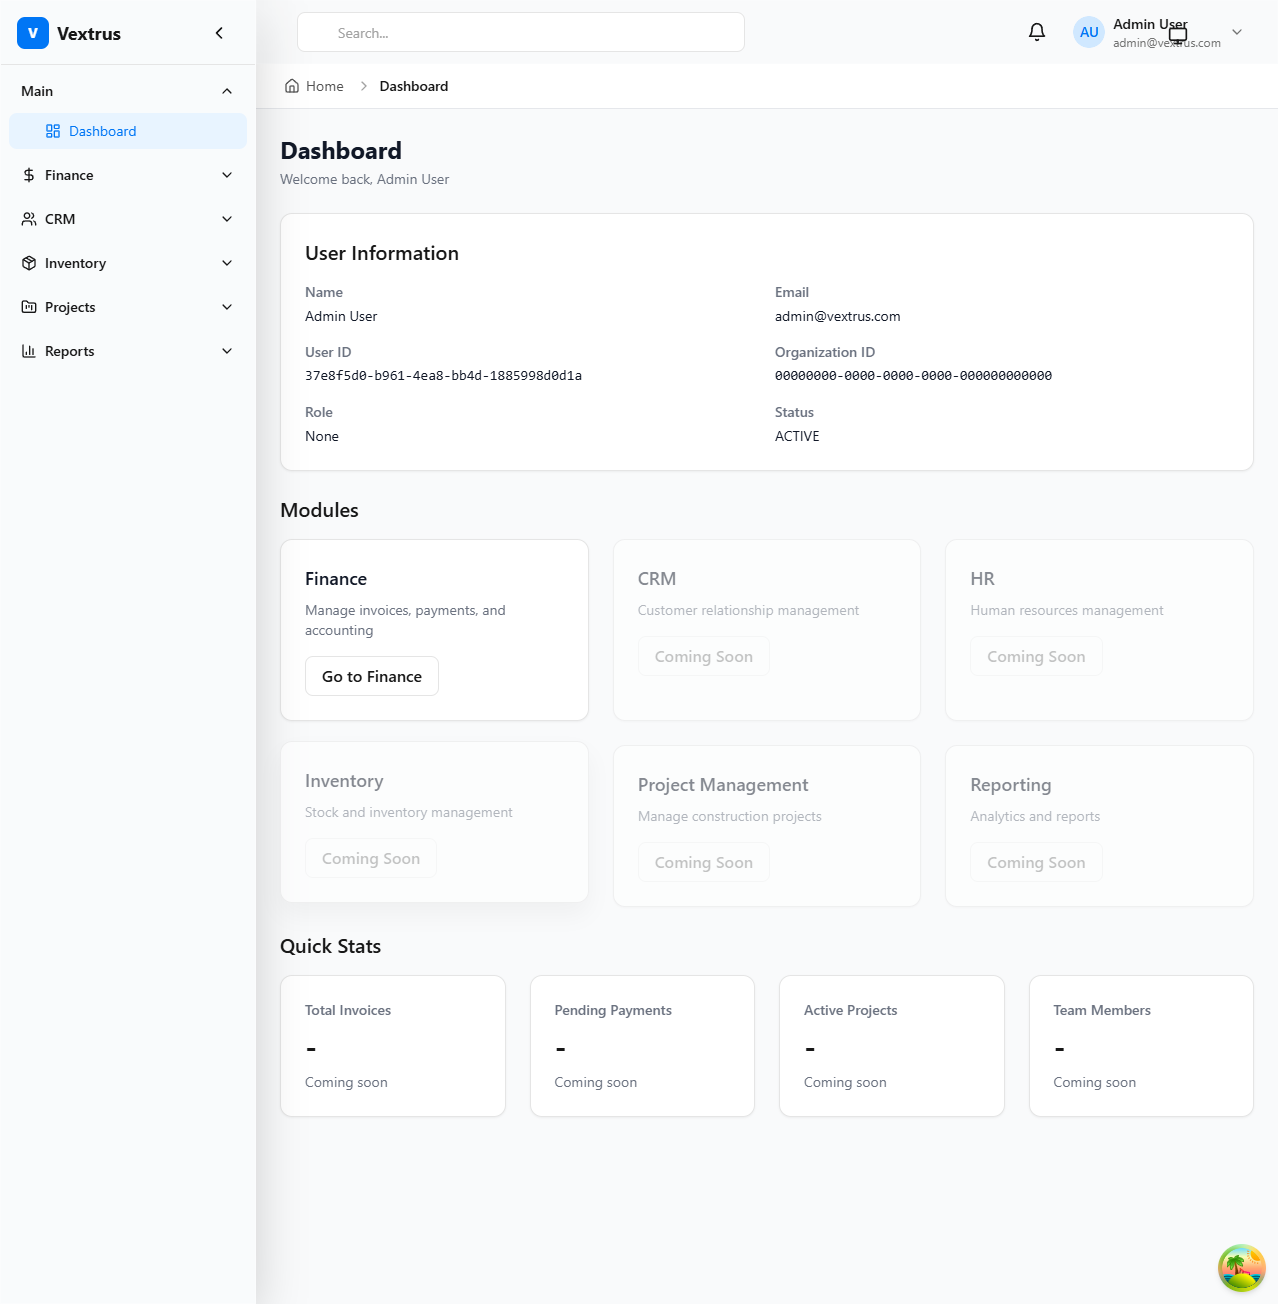 V Vextrus
Search...
AU
Admin User
admin@vextrus.com
Main
Dashboard
Finance
CRM
Inventory
Projects
Reports
Home
Dashboard
Dashboard
Welcome back, Admin User
User Information
Name
Admin User
Email
admin@vextrus.com
User ID
37e8f5d0-b961-4ea8-bb4d-1885998d0d1a
Organization ID
00000000-0000-0000-0000-000000000000
Role
None
Status
ACTIVE
Modules
Finance
Manage invoices, payments, and
accounting
Go to Finance
CRM
Customer relationship management
Coming Soon
HR
Human resources management
Coming Soon
Inventory
Stock and inventory management
Coming Soon
Project Management
Manage construction projects
Coming Soon
Reporting
Analytics and reports
Coming Soon
Quick Stats
Total Invoices
-
Coming soon
Pending Payments
-
Coming soon
Active Projects
-
Coming soon
Team Members
-
Coming soon